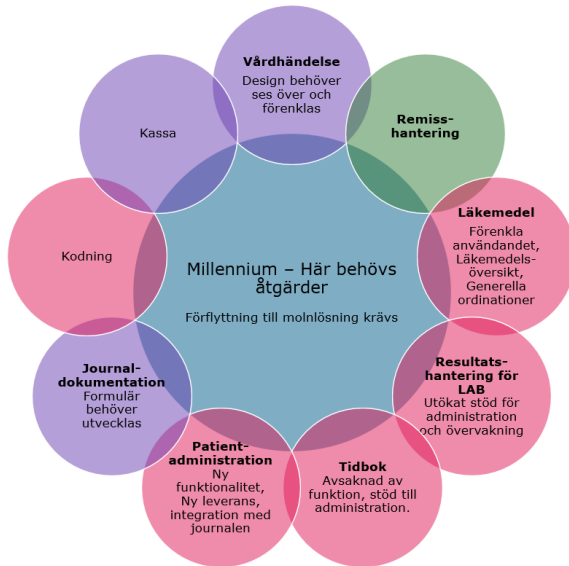 Vårdhändelse
Design behöver
ses över och
förenklas
Remiss-
hantering
Läkemedel
Förenkla
användandet,
Läkemedels-
översikt,
Generella
ordinationer
Resultats-
hantering för
LAB
Utökat stöd för
administration
och övervakning
Tidbok
Avsaknad av
funktion, stöd till
administration.
Patient-
administration
Ny
funktionalitet,
Ny leverans,
integration med
journalen
Journal-
dokumentation
Formulär
behöver
utvecklas
Kodning
Kassa
Millennium – Här behövs
åtgärder
Förflyttning till molnlösning krävs